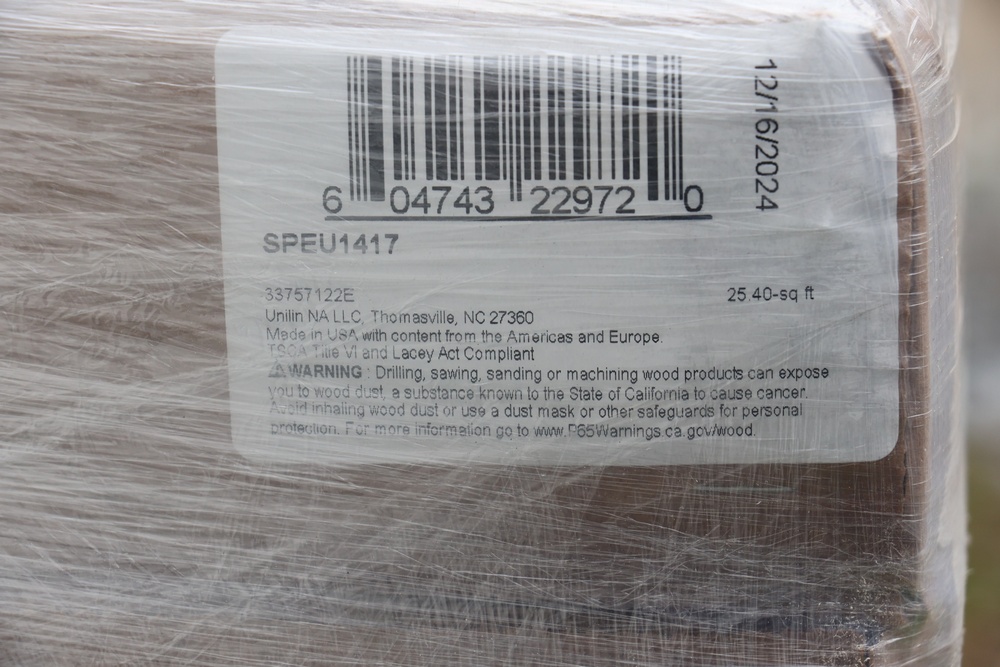 6 04743 22972 0
12/16/2024
SPEU1417
33757122E
25.40-sq ft
Unilin NA LLC, Thomasville, NC 27360
Made in USA with content from the Americas and Europe.
TSCA Title VI and Lacey Act Compliant
⚠WARNING : Drilling, sawing, sanding or machining wood products can expose
you to wood dust, a substance known to the State of California to cause cancer.
Avoid inhaling wood dust or use a dust mask or other safeguards for personal
protection. For more information go to www.P65Warnings.ca.gov/wood.